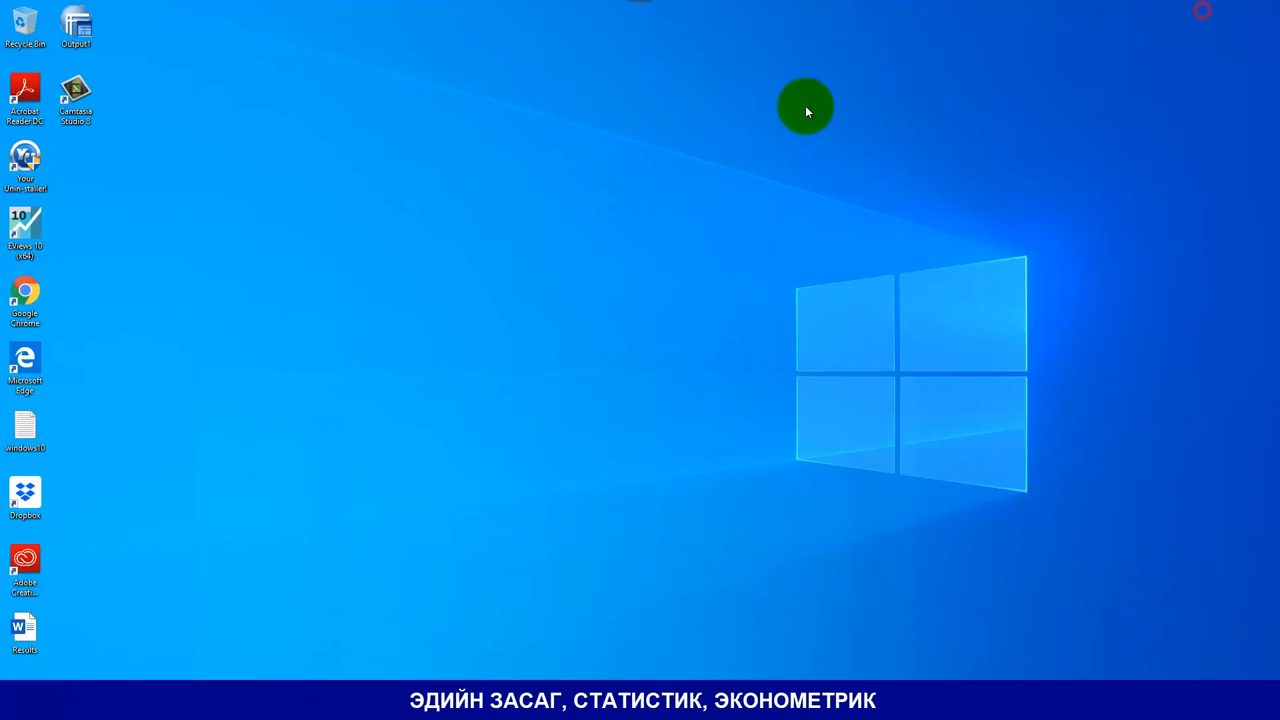 Recycle Bin
Output1
Acrobat
Reader DC
Camtasia
Studio 8
Your
Unin-staller!
10
EViews 10
(x64)
Google
Chrome
Microsoft
Edge
windows10
Dropbox
Adobe
Creati...
W
Results
ЭДИЙН ЗАСАГ, СТАТИСТИК, ЭКОНОМЕТРИК